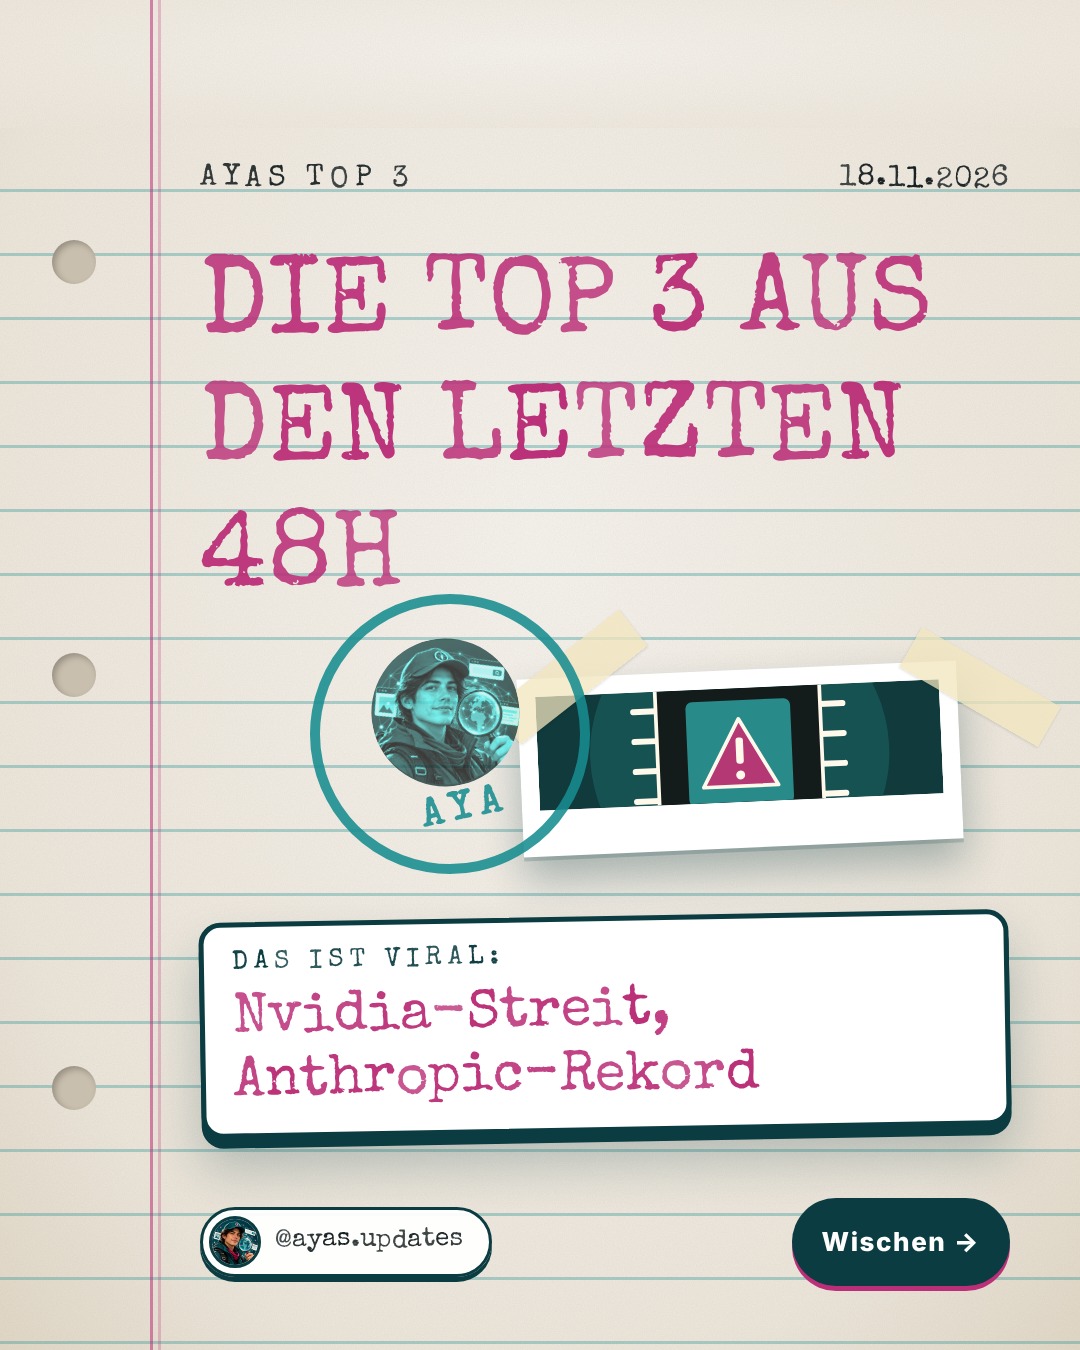 AYAS TOP 3
18.11.2026
DIE TOP 3 AUS
DEN LETZTEN
48H
AYA
DAS IST VIRAL:
Nvidia-Streit,
Anthropic-Rekord
@ayas.updates
Wischen →